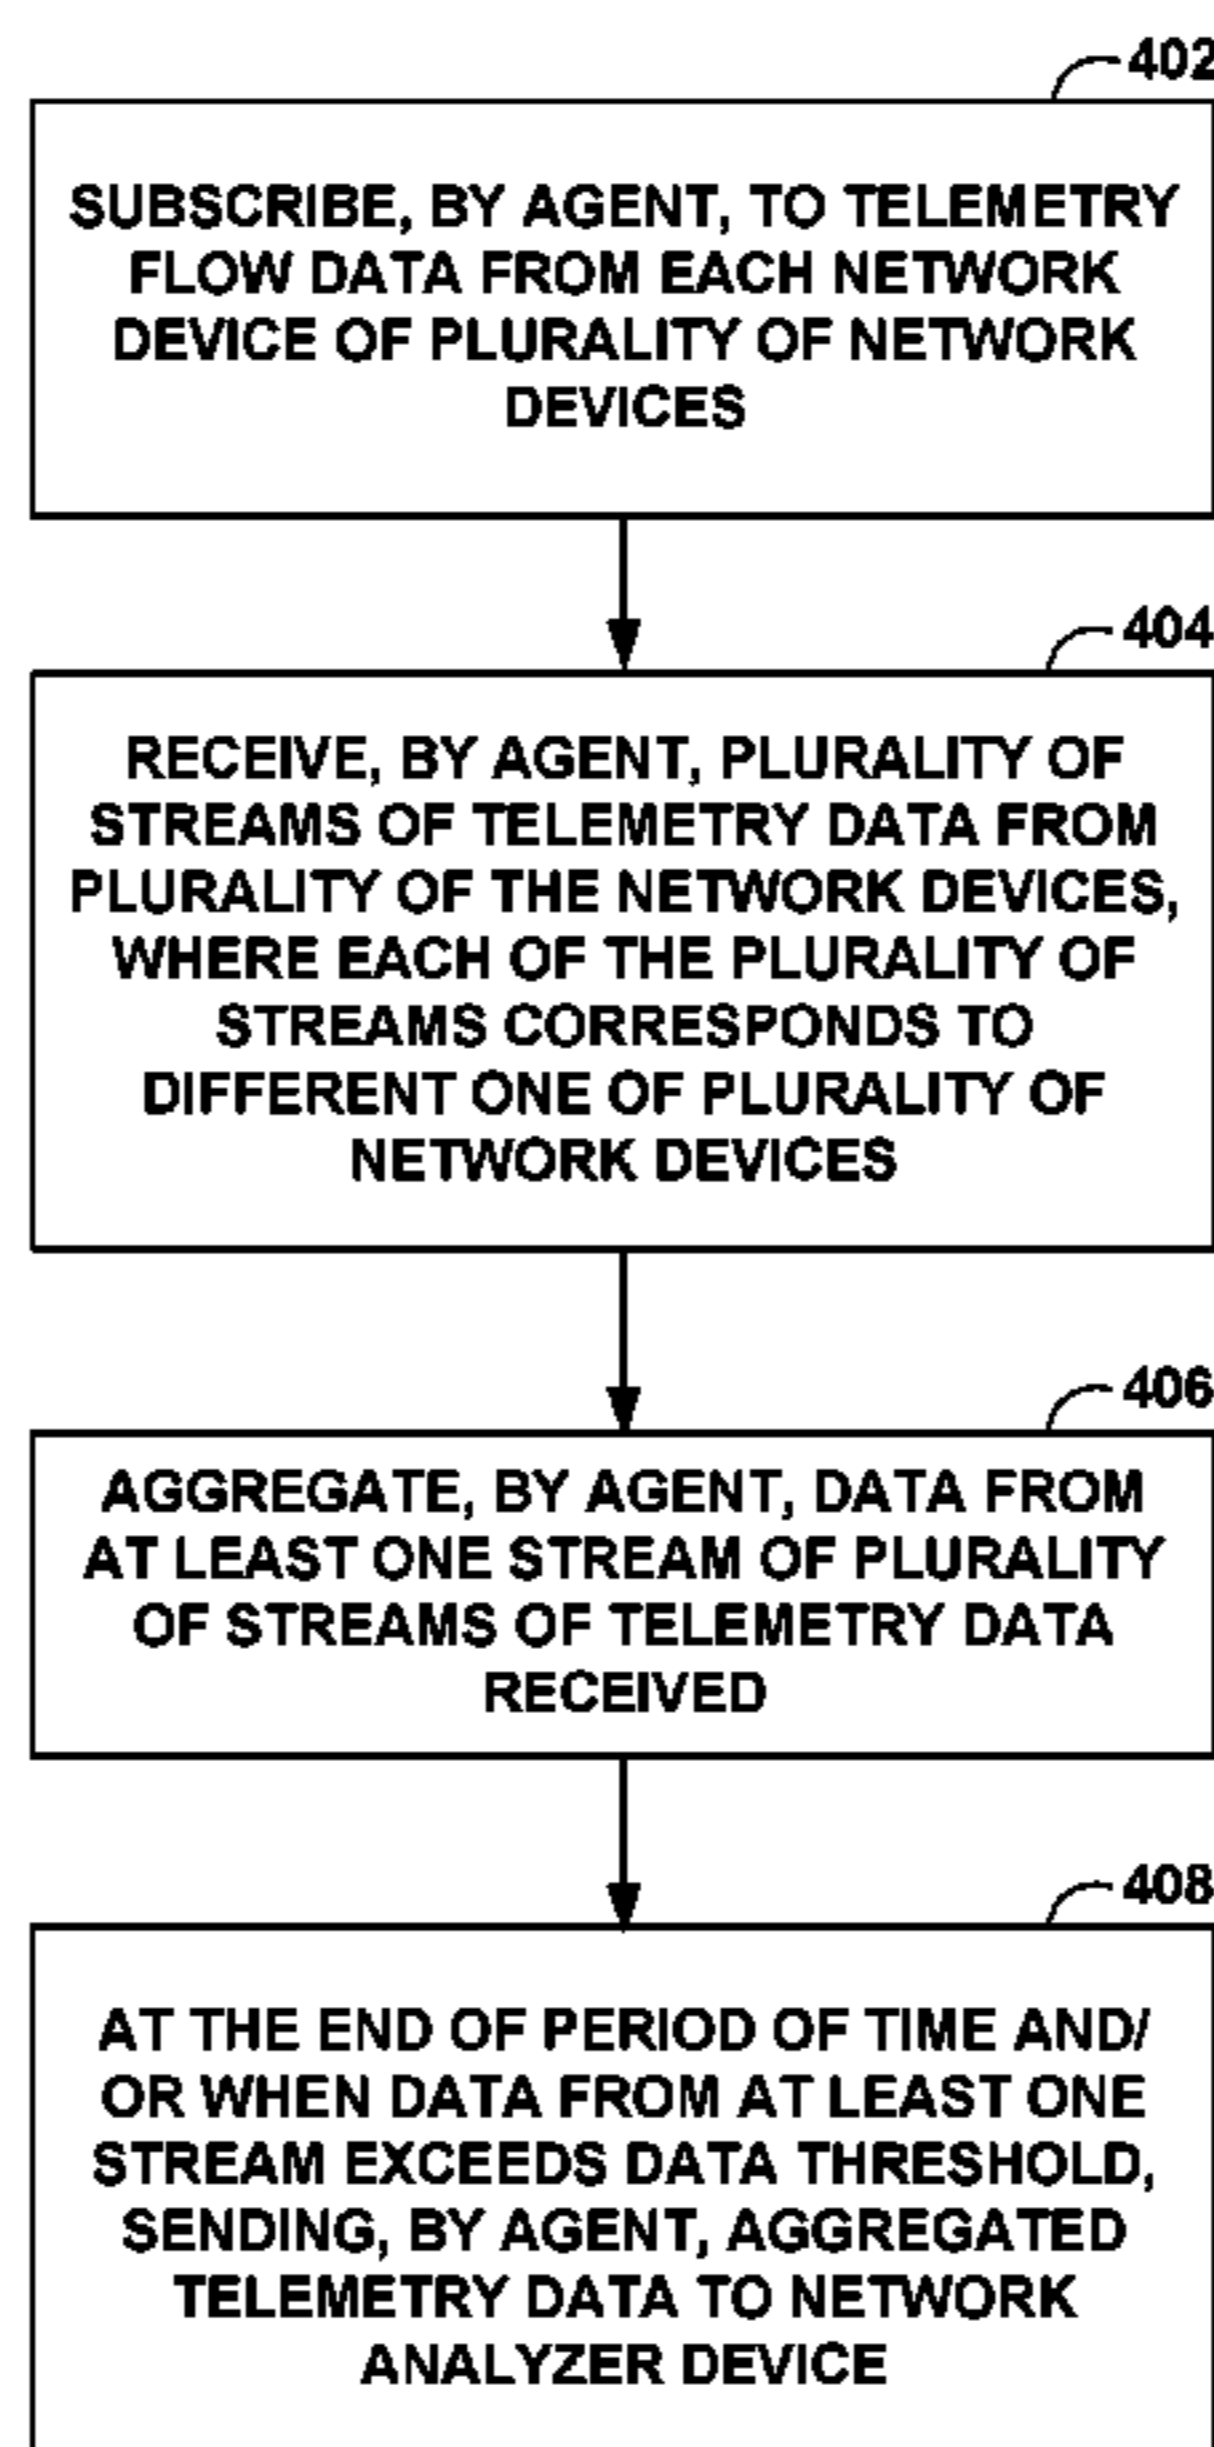 402
SUBSCRIBE, BY AGENT, TO TELEMETRY
FLOW DATA FROM EACH NETWORK
DEVICE OF PLURALITY OF NETWORK
DEVICES
404
RECEIVE, BY AGENT, PLURALITY OF
STREAMS OF TELEMETRY DATA FROM
PLURALITY OF THE NETWORK DEVICES,
WHERE EACH OF THE PLURALITY OF
STREAMS CORRESPONDS TO
DIFFERENT ONE OF PLURALITY OF
NETWORK DEVICES
406
AGGREGATE, BY AGENT, DATA FROM
AT LEAST ONE STREAM OF PLURALITY
OF STREAMS OF TELEMETRY DATA
RECEIVED
408
AT THE END OF PERIOD OF TIME AND/
OR WHEN DATA FROM AT LEAST ONE
STREAM EXCEEDS DATA THRESHOLD,
SENDING, BY AGENT, AGGREGATED
TELEMETRY DATA TO NETWORK
ANALYZER DEVICE